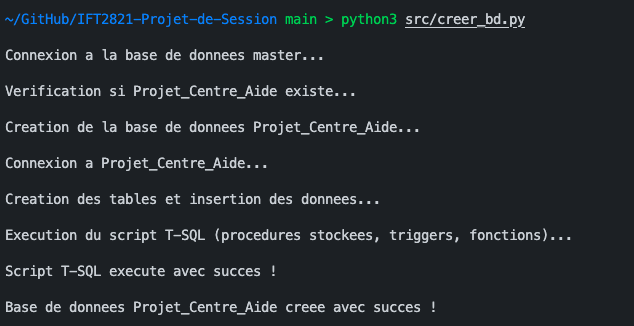 ~/GitHub/IFT2821-Projet-de-Session main > python3 src/creer_bd.py
Connexion a la base de donnees master...
Verification si Projet_Centre_Aide existe...
Creation de la base de donnees Projet_Centre_Aide...
Connexion a Projet_Centre_Aide...
Creation des tables et insertion des donnees...
Execution du script T-SQL (procedures stockees, triggers, fonctions)...
Script T-SQL execute avec succes !
Base de donnees Projet_Centre_Aide creee avec succes !